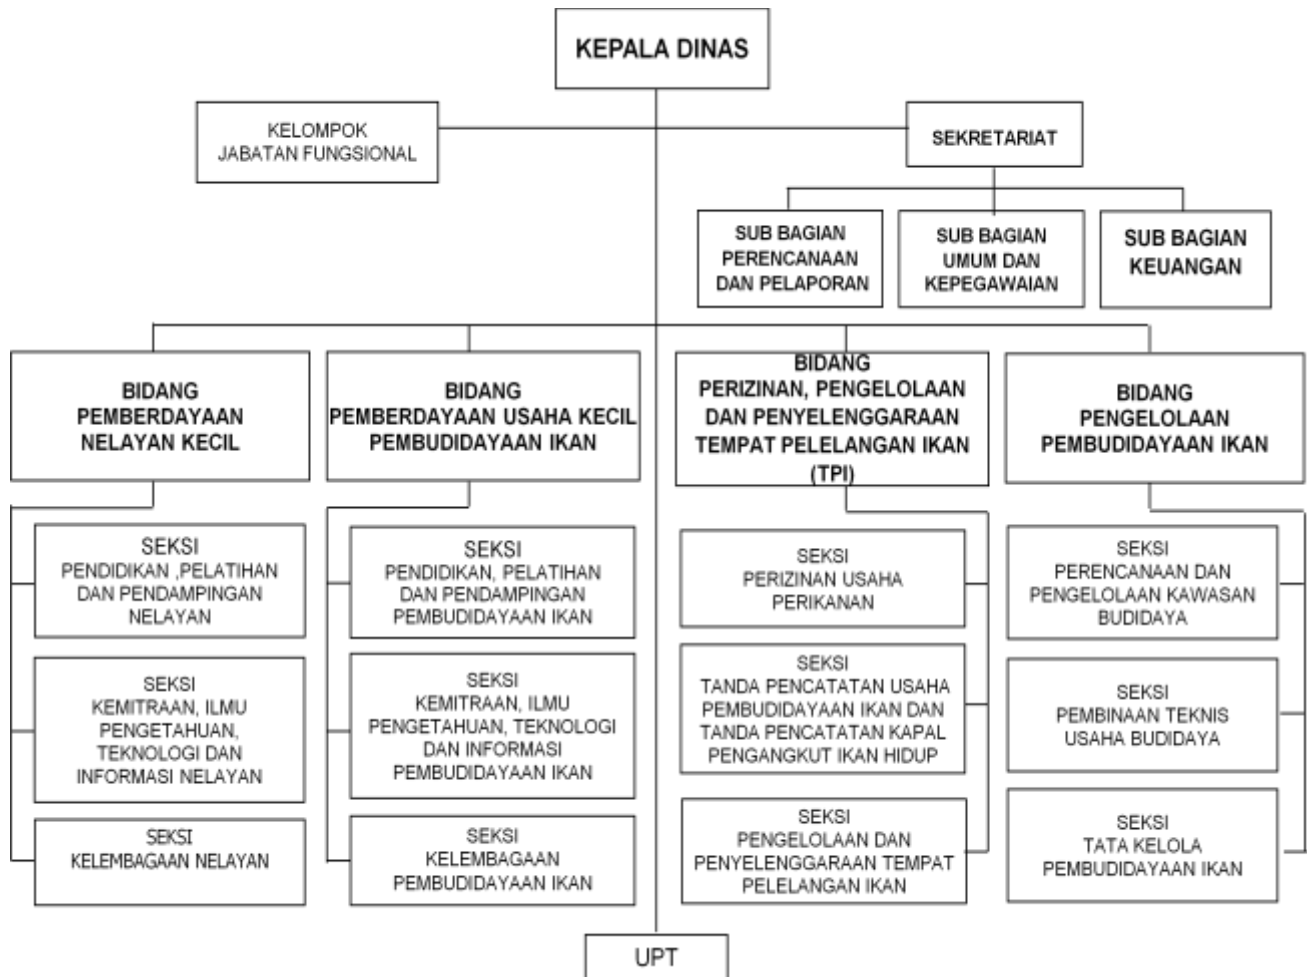 KEPALA DINAS
KELOMPOK
JABATAN FUNGSIONAL
SEKRETARIAT
SUB BAGIAN
PERENCANAAN
DAN PELAPORAN
SUB BAGIAN
UMUM DAN
KEPEGAWAIAN
SUB BAGIAN
KEUANGAN
BIDANG
PEMBERDAYAAN
NELAYAN KECIL
BIDANG
PEMBERDAYAAN USAHA KECIL
PEMBUDIDAYAAN IKAN
BIDANG
PERIZINAN, PENGELOLAAN
DAN PENYELENGGARAAN
TEMPAT PELELANGAN IKAN
(TPI)
BIDANG
PENGELOLAAN
PEMBUDIDAYAAN IKAN
SEKSI
PENDIDIKAN ,PELATIHAN
DAN PENDAMPINGAN
NELAYAN
SEKSI
PENDIDIKAN, PELATIHAN
DAN PENDAMPINGAN
PEMBUDIDAYAAN IKAN
SEKSI
PERIZINAN USAHA
PERIKANAN
SEKSI
PERENCANAAN DAN
PENGELOLAAN KAWASAN
BUDIDAYA
SEKSI
KEMITRAAN, ILMU
PENGETAHUAN,
TEKNOLOGI DAN
INFORMASI NELAYAN
SEKSI
KEMITRAAN, ILMU
PENGETAHUAN, TEKNOLOGI
DAN INFORMASI
PEMBUDIDAYAAN IKAN
SEKSI
TANDA PENCATATAN USAHA
PEMBUDIDAYAAN IKAN DAN
TANDA PENCATATAN KAPAL
PENGANGKUT IKAN HIDUP
SEKSI
PEMBINAAN TEKNIS
USAHA BUDIDAYA
SEKSI
KELEMBAGAAN NELAYAN
SEKSI
KELEMBAGAAN
PEMBUDIDAYAAN IKAN
SEKSI
PENGELOLAAN DAN
PENYELENGGARAAN TEMPAT
PELELANGAN IKAN
SEKSI
TATA KELOLA
PEMBUDIDAYAAN IKAN
UPT